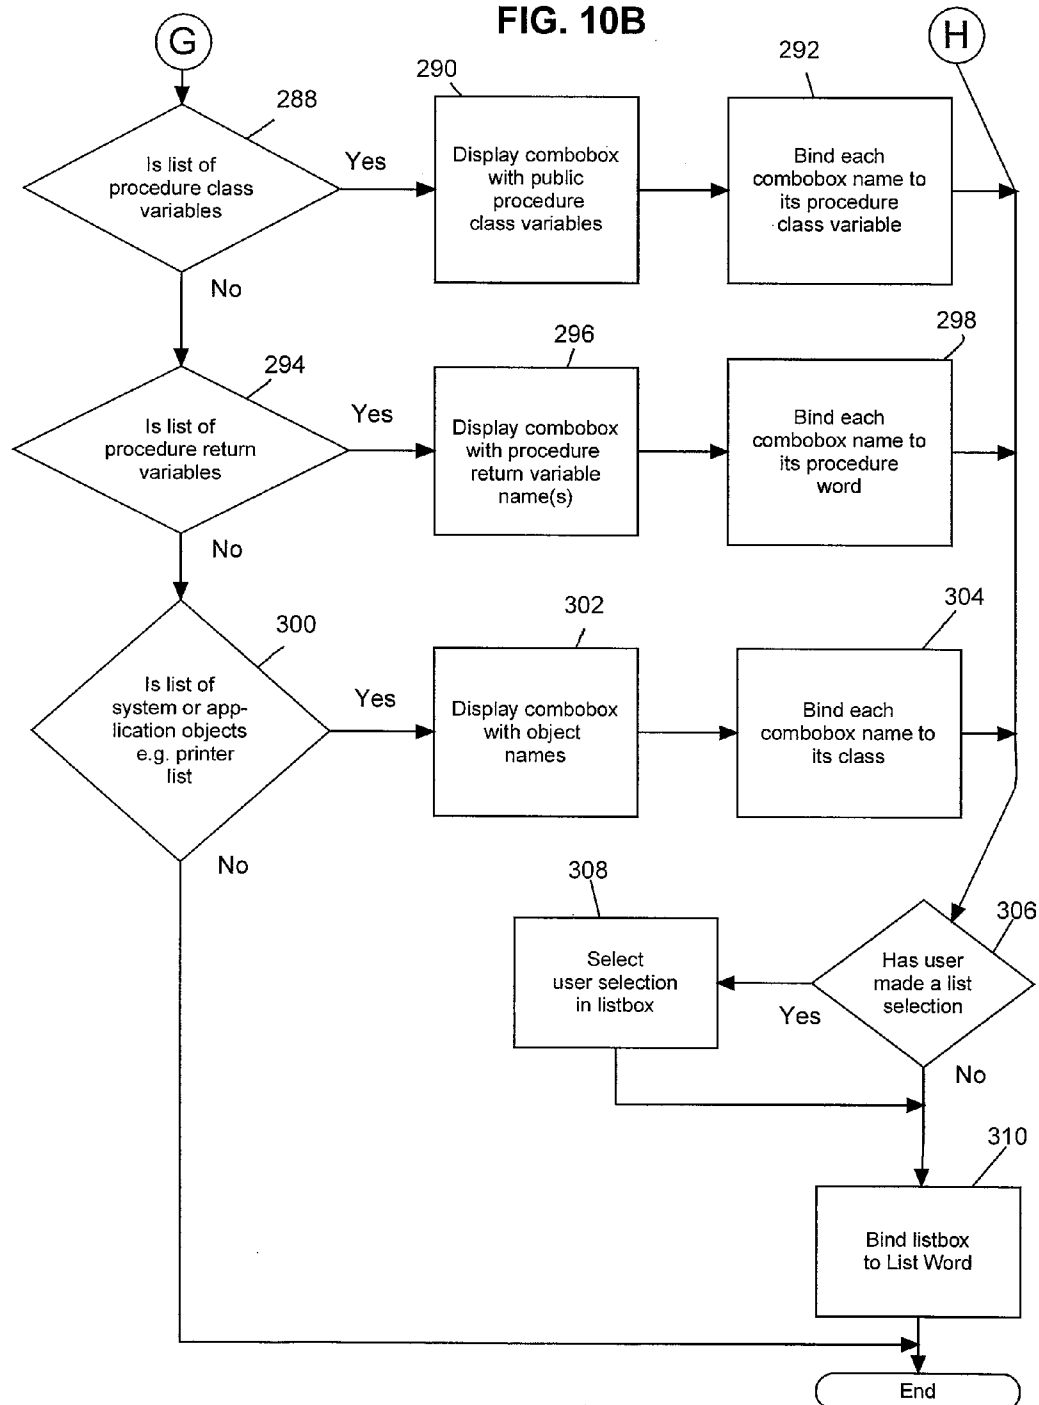 FIG. 10B
G
H
288
Is list of
procedure class
variables
Yes
No
290
Display combobox
with public
procedure
class variables
292
Bind each
combobox name to
its procedure
class variable
294
Is list of
procedure return
variables
Yes
No
296
Display combobox
with procedure
return variable
name(s)
298
Bind each
combobox name to
its procedure
word
300
Is list of
system or app-
lication objects
e.g. printer
list
Yes
No
302
Display combobox
with object
names
304
Bind each
combobox name to
its class
306
Has user
made a list
selection
Yes
No
308
Select
user selection
in listbox
310
Bind listbox
to List Word
End